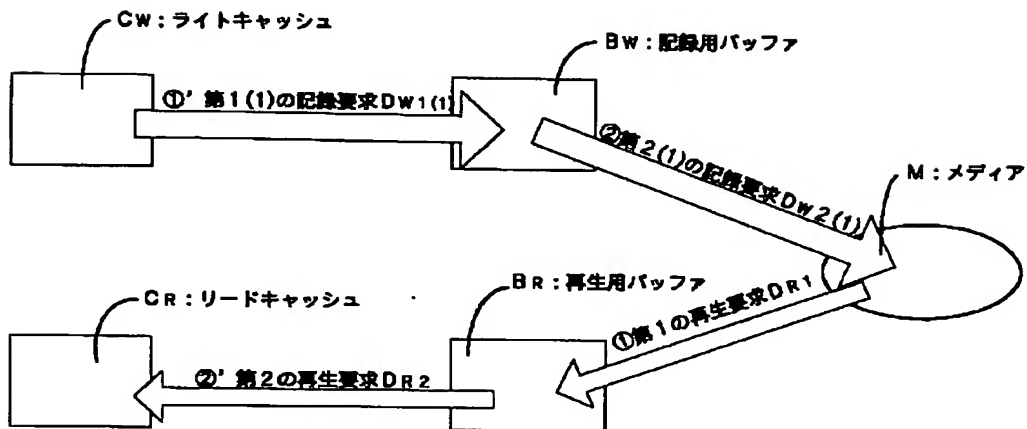 CW：ライトキャッシュ
BW：記録用バッファ
①’ 第1(1)の記録要求DW1(1)
②第2(1)の記録要求DW2(1)
M：メディア
CR：リードキャッシュ
BR：再生用バッファ
①第1の再生要求DR1
②’ 第2の再生要求DR2